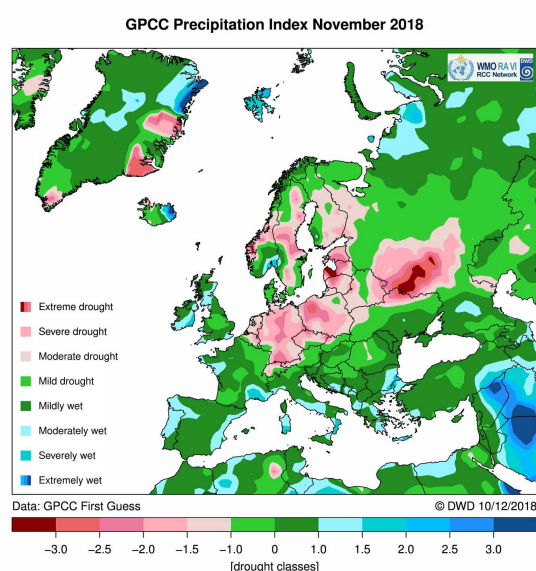 GPCC Precipitation Index November 2018
WMO RA VI
RCC Network
DWD
Extreme drought
Severe drought
Moderate drought
Mild drought
Mildly wet
Moderately wet
Severely wet
Extremely wet
Data: GPCC First Guess
© DWD 10/12/2018
−3.0 −2.5 −2.0 −1.5 −1.0 0 1.0 1.5 2.0 2.5 3.0
[drought classes]